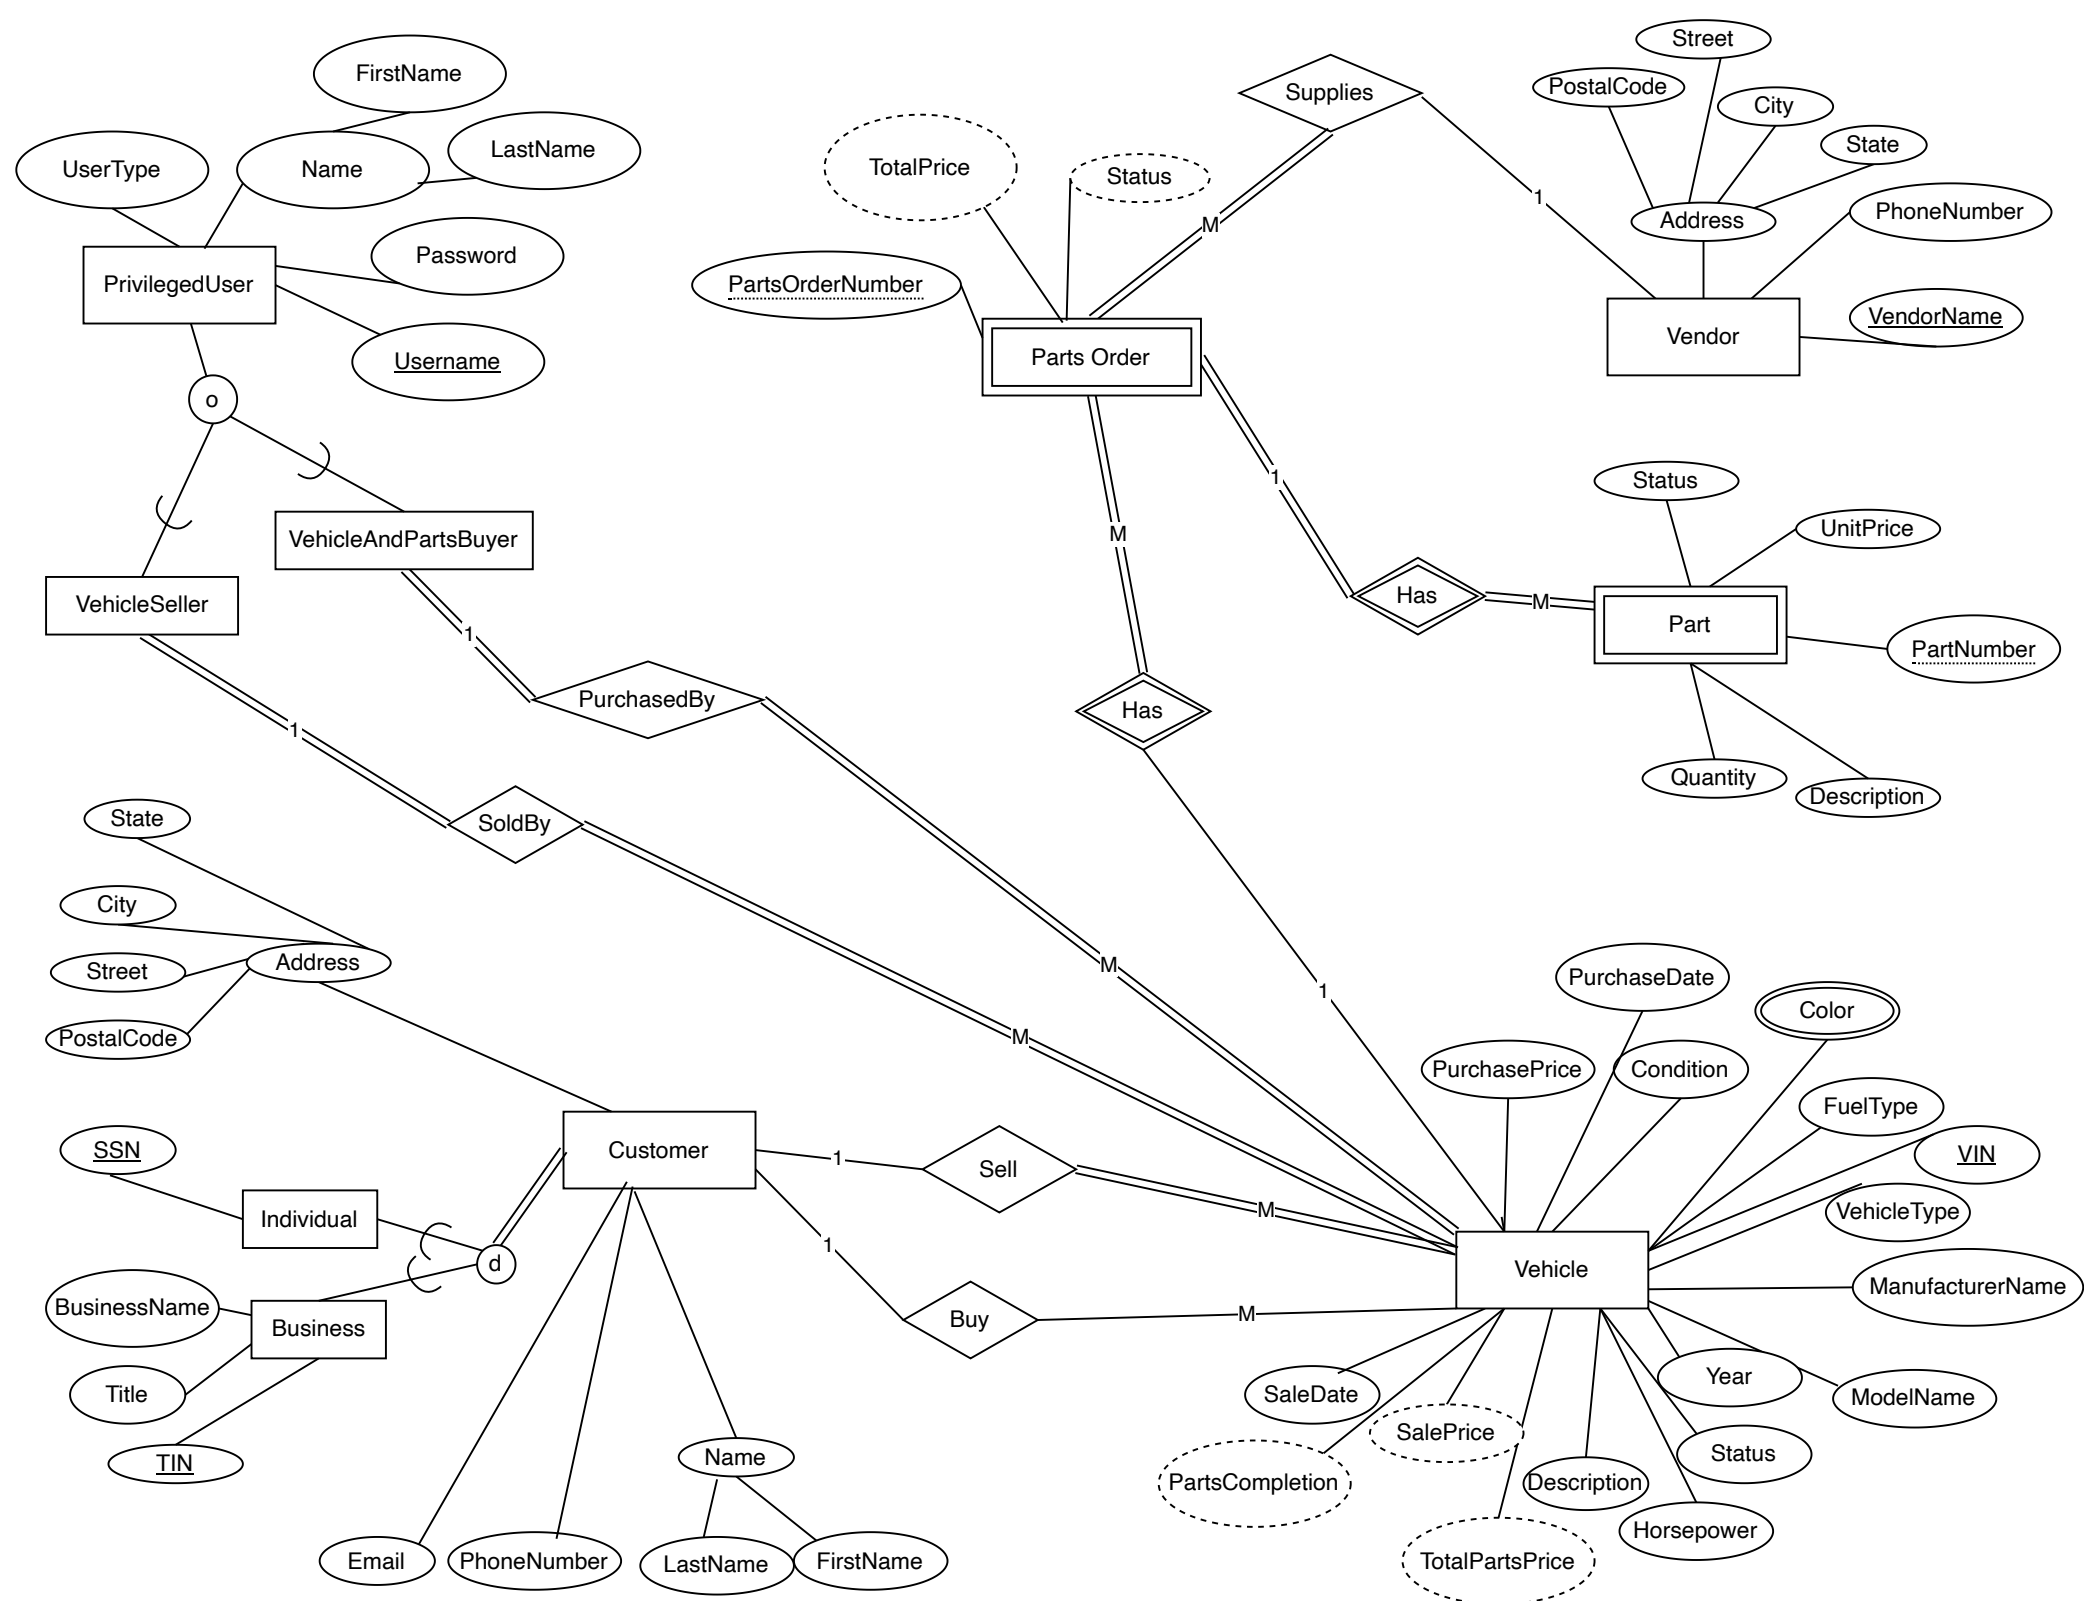 Street
FirstName
PostalCode
Supplies
City
LastName
State
UserType
Name
TotalPrice
Status
1
PhoneNumber
Address
M
Password
PrivilegedUser
PartsOrderNumber
VendorName
Vendor
Parts Order
Username
o
1
Status
UnitPrice
M
VehicleAndPartsBuyer
Has
M
VehicleSeller
Part
1
PartNumber
PurchasedBy
Has
1
Quantity
Description
State
SoldBy
City
Address
M
Street
PurchaseDate
1
Color
PostalCode
M
PurchasePrice
Condition
FuelType
SSN
Customer
1
Sell
VIN
M
VehicleType
Individual
1
d
Vehicle
ManufacturerName
BusinessName
Business
Buy
M
Year
Title
SaleDate
ModelName
SalePrice
TIN
Name
Status
PartsCompletion
Description
Horsepower
Email
PhoneNumber
LastName
FirstName
TotalPartsPrice